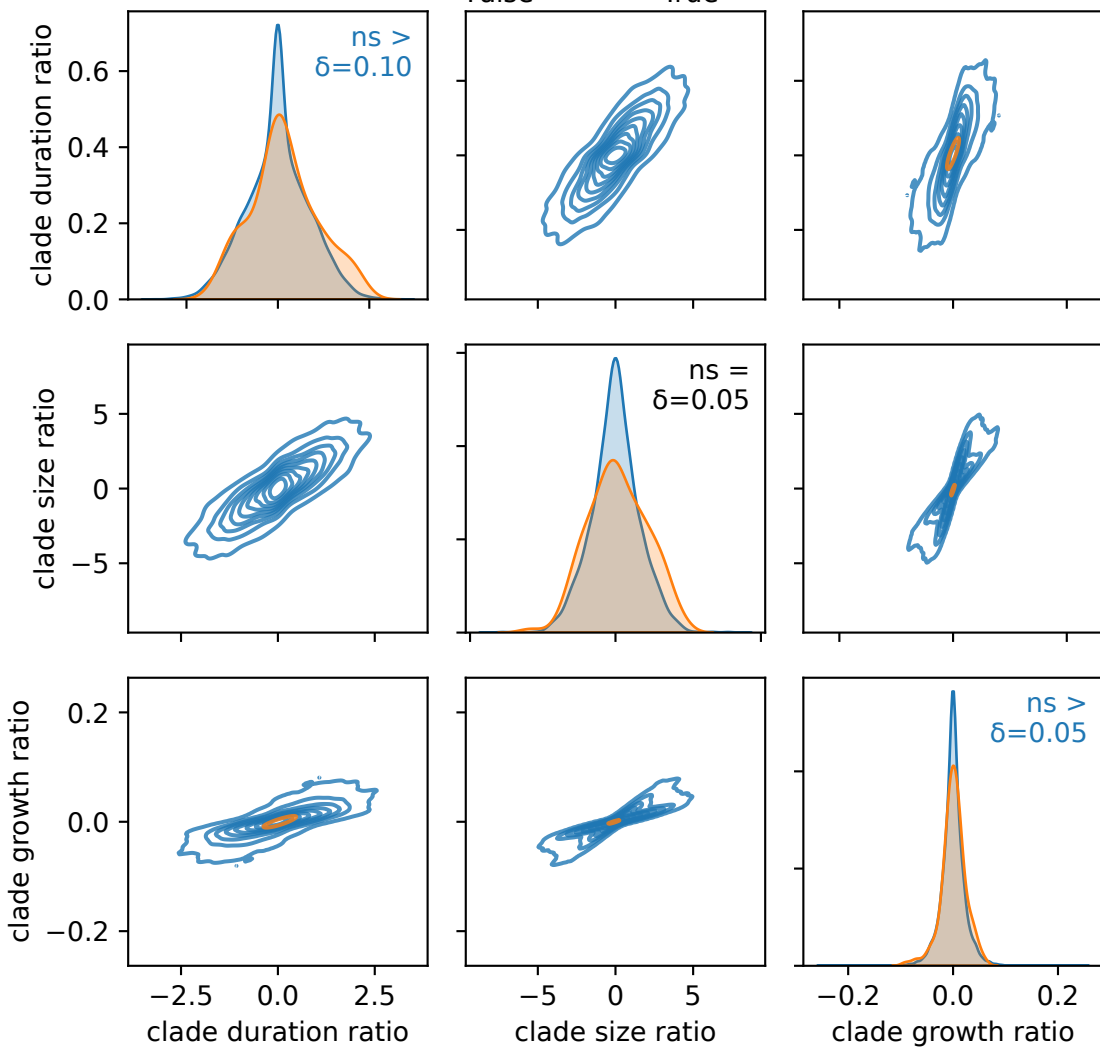 clade duration ratio
0.6
0.4
0.2
0.0
ns >
δ=0.10
clade size ratio
5
0
−5
ns =
δ=0.05
clade growth ratio
0.2
0.0
−0.2
ns >
δ=0.05
−2.5 0.0 2.5
−5 0 5
−0.2 0.0 0.2
clade duration ratio
clade size ratio
clade growth ratio